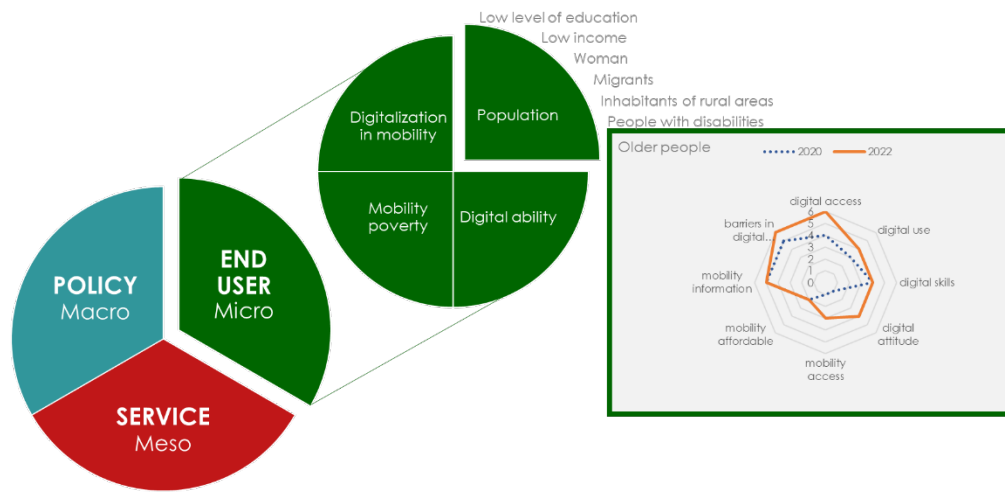 POLICY
Macro
END
USER
Micro
SERVICE
Meso
Digitalization
in mobility
Population
Mobility
poverty
Digital ability
Low level of education
Low income
Woman
Migrants
Inhabitants of rural areas
People with disabilities
Older people
2020
2022
digital access
digital use
digital skills
digital
attitude
mobility
access
mobility
affordable
mobility
information
barriers in
digital...
6
5
4
3
2
1
0